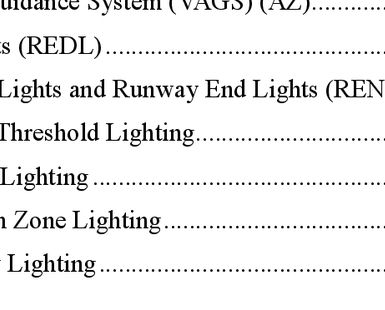 uidance System (VAGS) (AZ)................
s (REDL)................................................
Lights and Runway End Lights (REN
Threshold Lighting..................................
Lighting...................................................
Zone Lighting........................................
Lighting..................................................